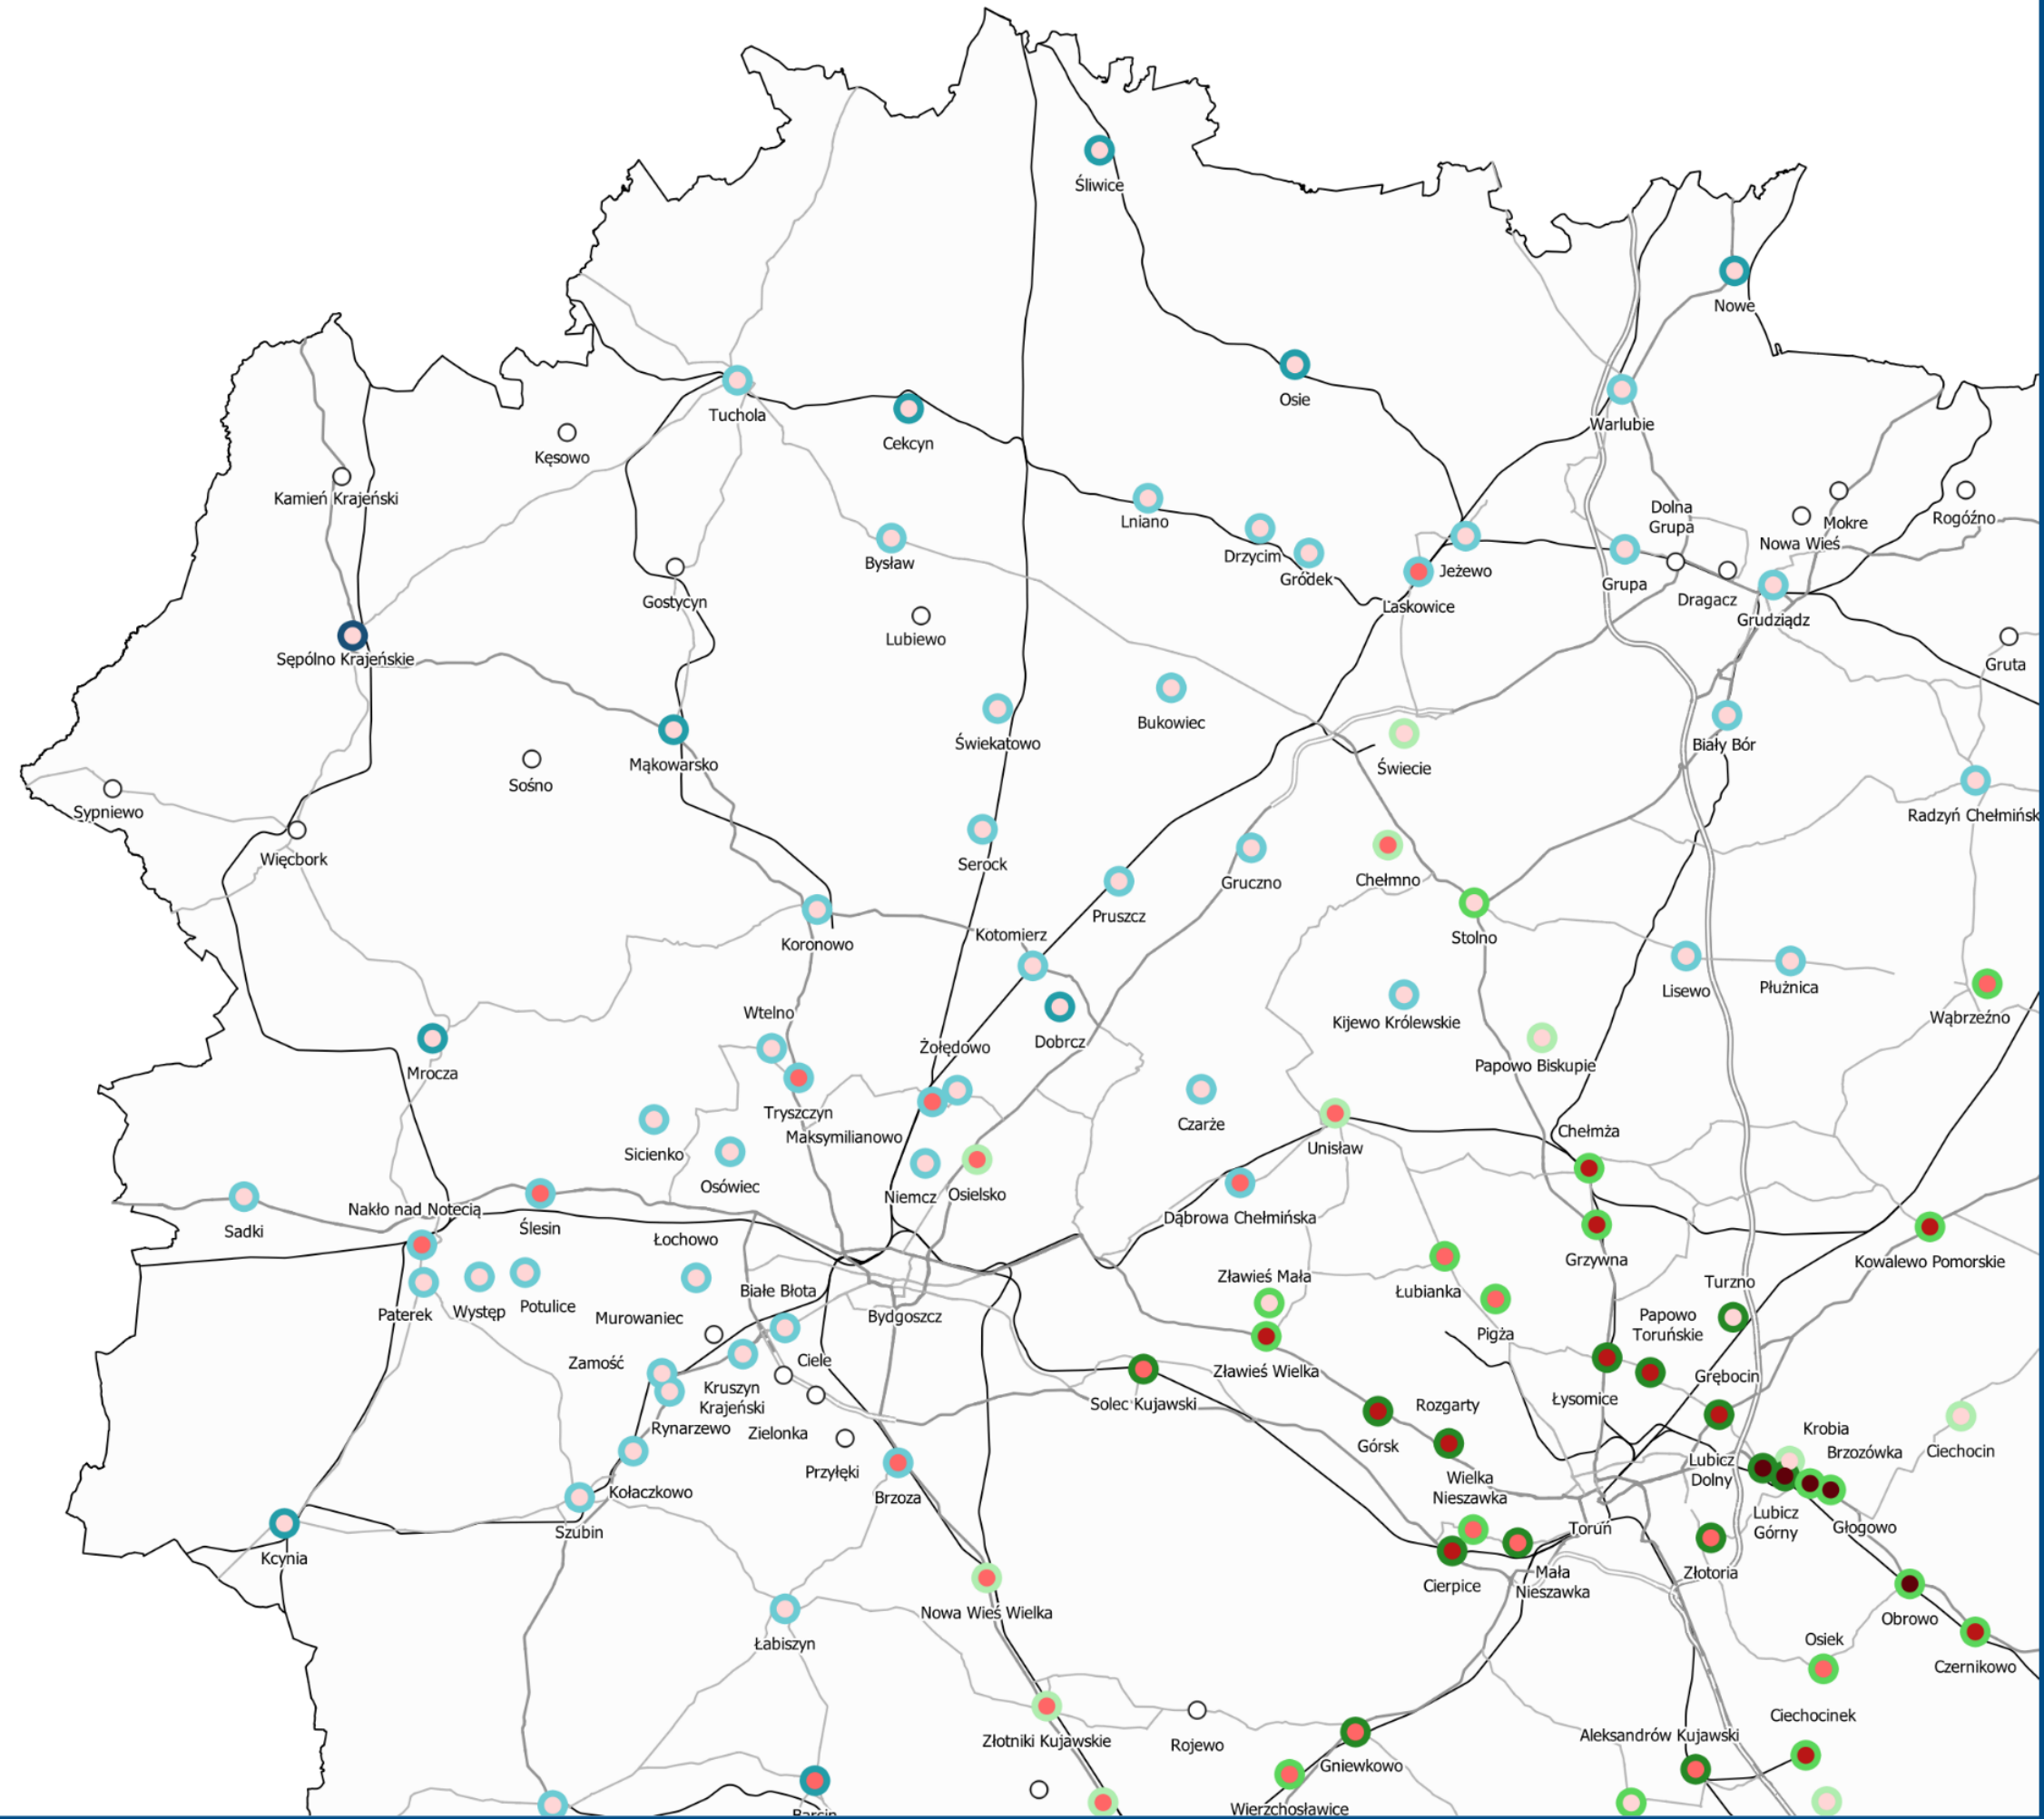 Śliwice
Nowe
Osie
Tuchola
Warlubie
Cekcyn
Kęsowo
Kamień Krajeński
Dolna
Grupa
Lniano
Mokre
Rogóźno
Nowa Wieś
Drzycim
Bysław
Gródek
Jeżewo
Grupa
Gostycyn
Laskowice
Dragacz
Grudziądz
Lubiewo
Sępólno Krajeńskie
Gruta
Bukowiec
Świekatowo
Biały Bór
Mąkowarsko
Świecie
Sośno
Sypniewo
Radzyń Chełmińsk
Więcbork
Serock
Chełmno
Gruczno
Pruszcz
Kotomierz
Stolno
Koronowo
Płużnica
Lisewo
Wtelno
Wąbrzeźno
Kijewo Królewskie
Dobrcz
Żołędowo
Papowo Biskupie
Mrocza
Tryszczyn
Czarże
Chełmża
Maksymilianowo
Unisław
Sicienko
Osówiec
Niemcz
Osielsko
Nakło nad Notecią
Dąbrowa Chełmińska
Ślesin
Sadki
Łochowo
Grzywna
Kowalewo Pomorskie
Zławieś Mała
Turzno
Białe Błota
Łubianka
Potulice
Występ
Paterek
Murowaniec
Bydgoszcz
Papowo
Toruńskie
Pigża
Zamość
Ciele
Zławieś Wielka
Grębocin
Kruszyn
Krajeński
Łysomice
Solec Kujawski
Rozgarty
Rynarzewo
Zielonka
Krobia
Górsk
Brzozówka
Ciechocin
Lubicz
Dolny
Przyłęki
Wielka
Nieszawka
Kołaczkowo
Brzoza
Lubicz
Górny
Głogowo
Toruń
Szubin
Kcynia
Złotoria
Mała
Nieszawka
Cierpice
Nowa Wieś Wielka
Obrowo
Łabiszyn
Osiek
Czernikowo
Ciechocinek
Aleksandrów Kujawski
Złotniki Kujawskie
Rojewo
Gniewkowo
Wierzchosławice
Barcin